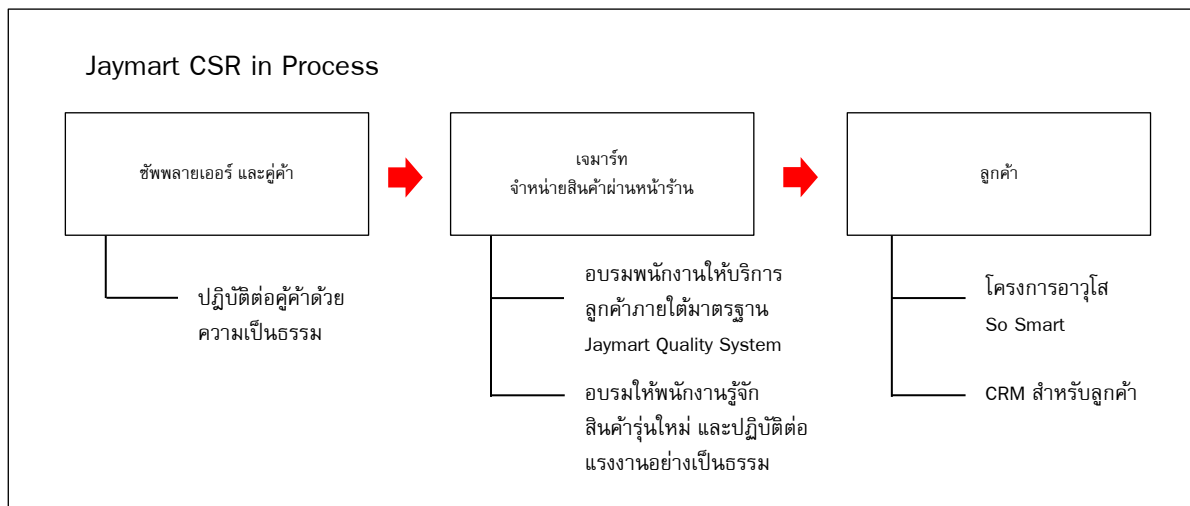 Jaymart CSR in Process
ซัพพลายเออร์ และคู่ค้า
เจมาร์ท
จำหน่ายสินค้าผ่านหน้าร้าน
ลูกค้า
ปฎิบัติต่อคู้ค้าด้วย
ความเป็นธรรม
อบรมพนักงานให้บริการ
ลูกค้าภายใต้มาตรฐาน
Jaymart Quality System
อบรมให้พนักงานรู้จัก
สินค้ารุ่นใหม่ และปฏิบัติต่อ
แรงงานอย่างเป็นธรรม
โครงการอาวุโส
So Smart
CRM สำหรับลูกค้า